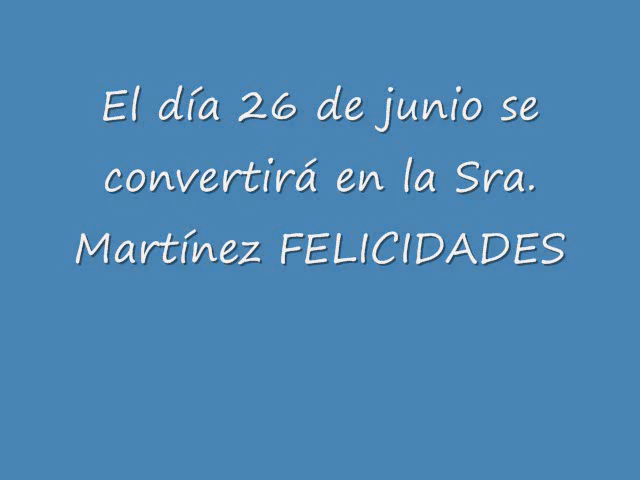 El día 26 de junio se
convertirá en la Sra.
Martínez FELICIDADES